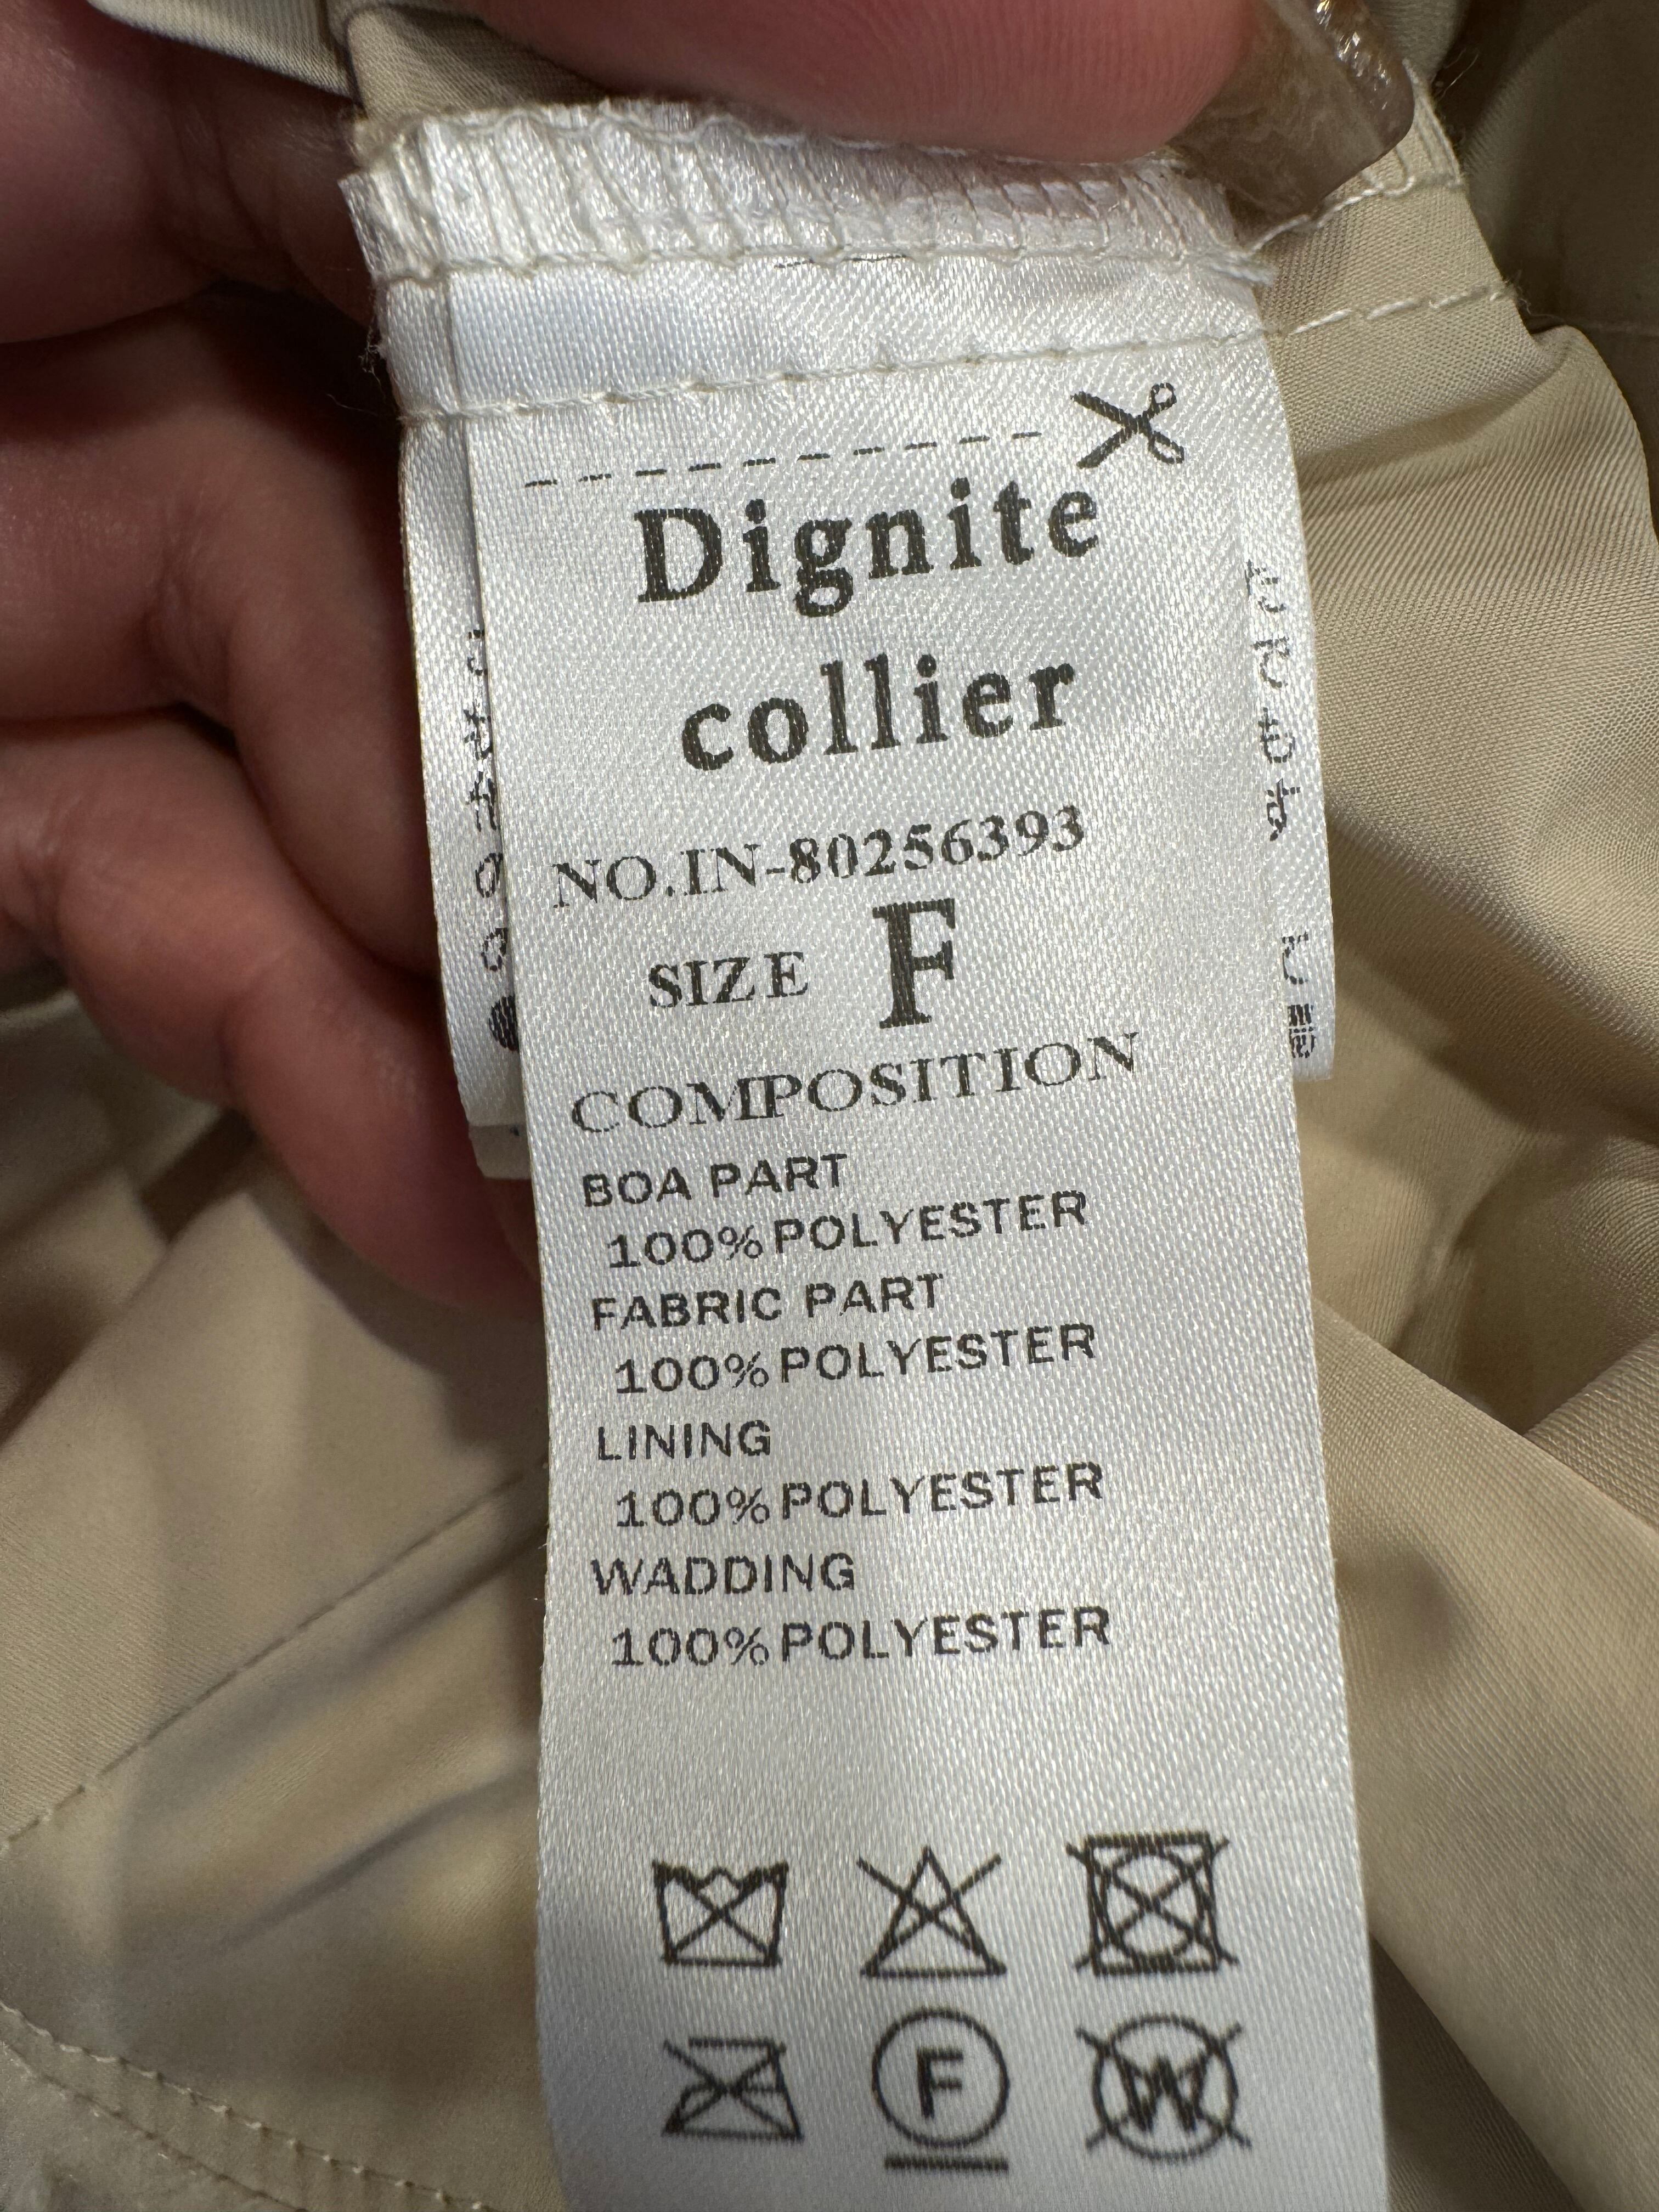 Dignite
collier
NO.IN-80256393
SIZE F
COMPOSITION
BOA PART
100%POLYESTER
FABRIC PART
100%POLYESTER
LINING
100%POLYESTER
WADDING
100%POLYESTER
F
W